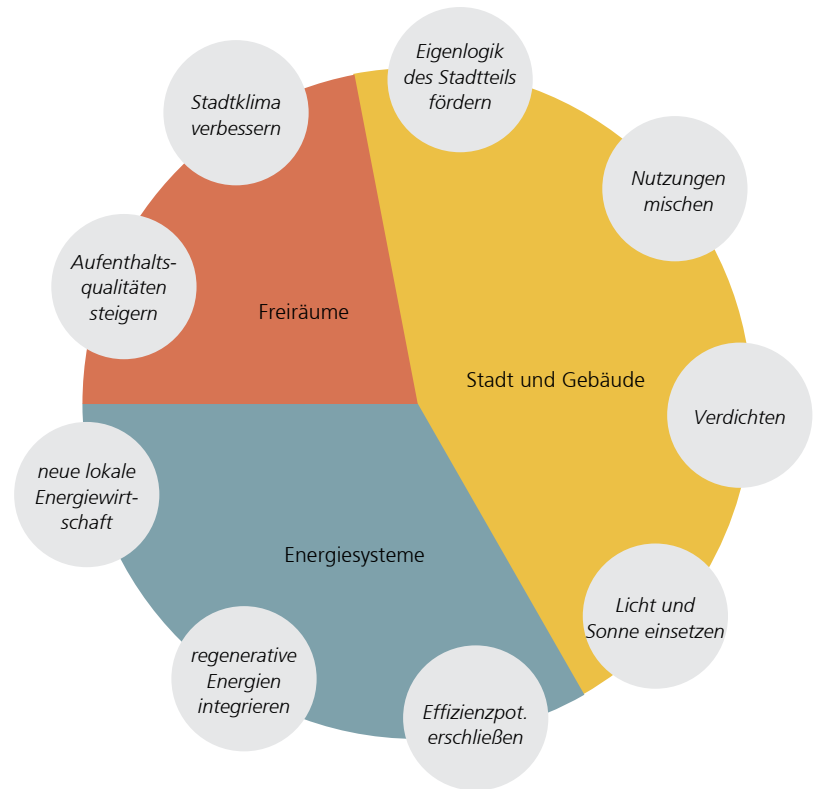 Eigenlogik
des Stadtteils
fördern
Stadtklima
verbessern
Nutzungen
mischen
Aufenthalts-
qualitäten
steigern
Freiräume
Stadt und Gebäude
Verdichten
neue lokale
Energiewirt-
schaft
Energiesysteme
Licht und
Sonne einsetzen
regenerative
Energien
integrieren
Effizienzpot.
erschließen